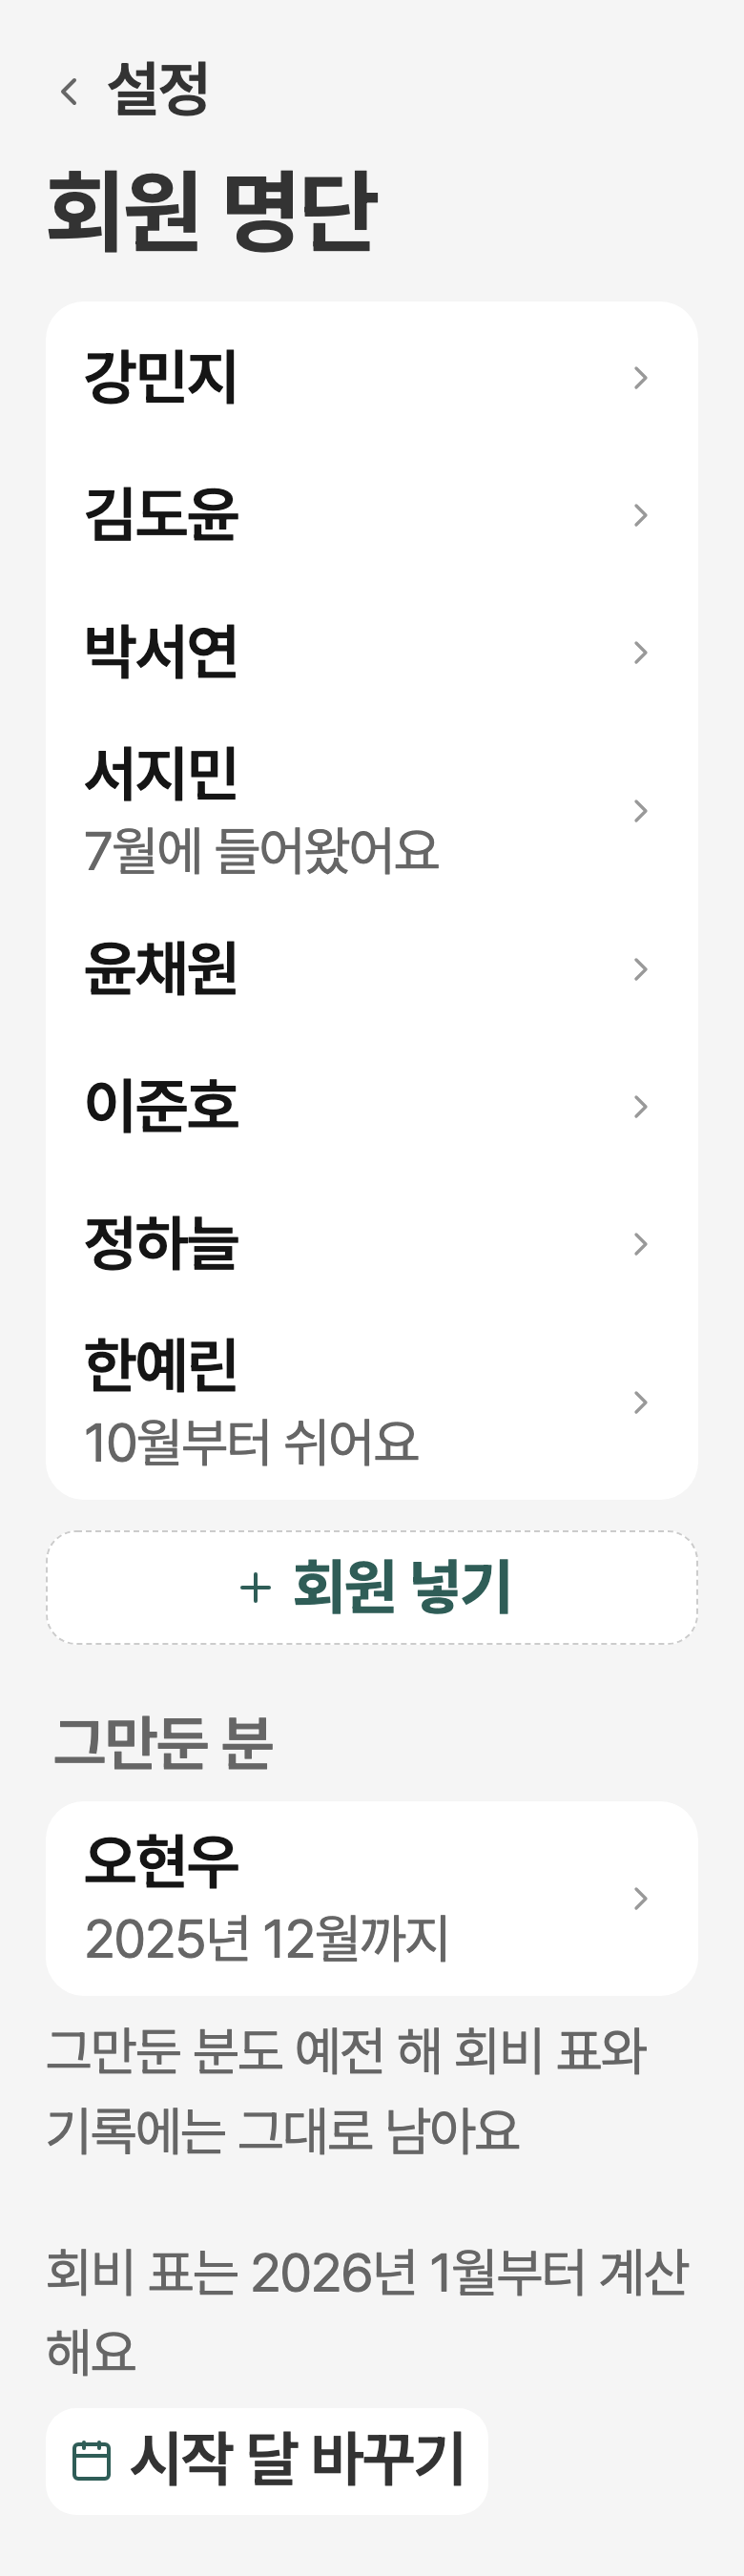 설정
회원 명단
강민지
김도윤
박서연
서지민
7월에 들어왔어요
윤채원
이준호
정하늘
한예린
10월부터 쉬어요
+ 회원 넣기
그만둔 분
오현우
2025년 12월까지
그만둔 분도 예전 해 회비 표와
기록에는 그대로 남아요
회비 표는 2026년 1월부터 계산
해요
시작 달 바꾸기